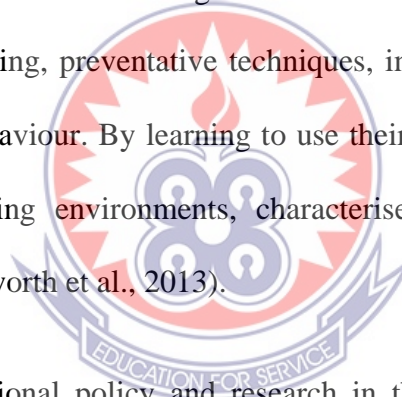 ing, preventative techniques, in
aviour. By learning to use their
ing environments, characterise
orth et al., 2013).
EDUCATION FOR SERVICE
ional policy and research in th